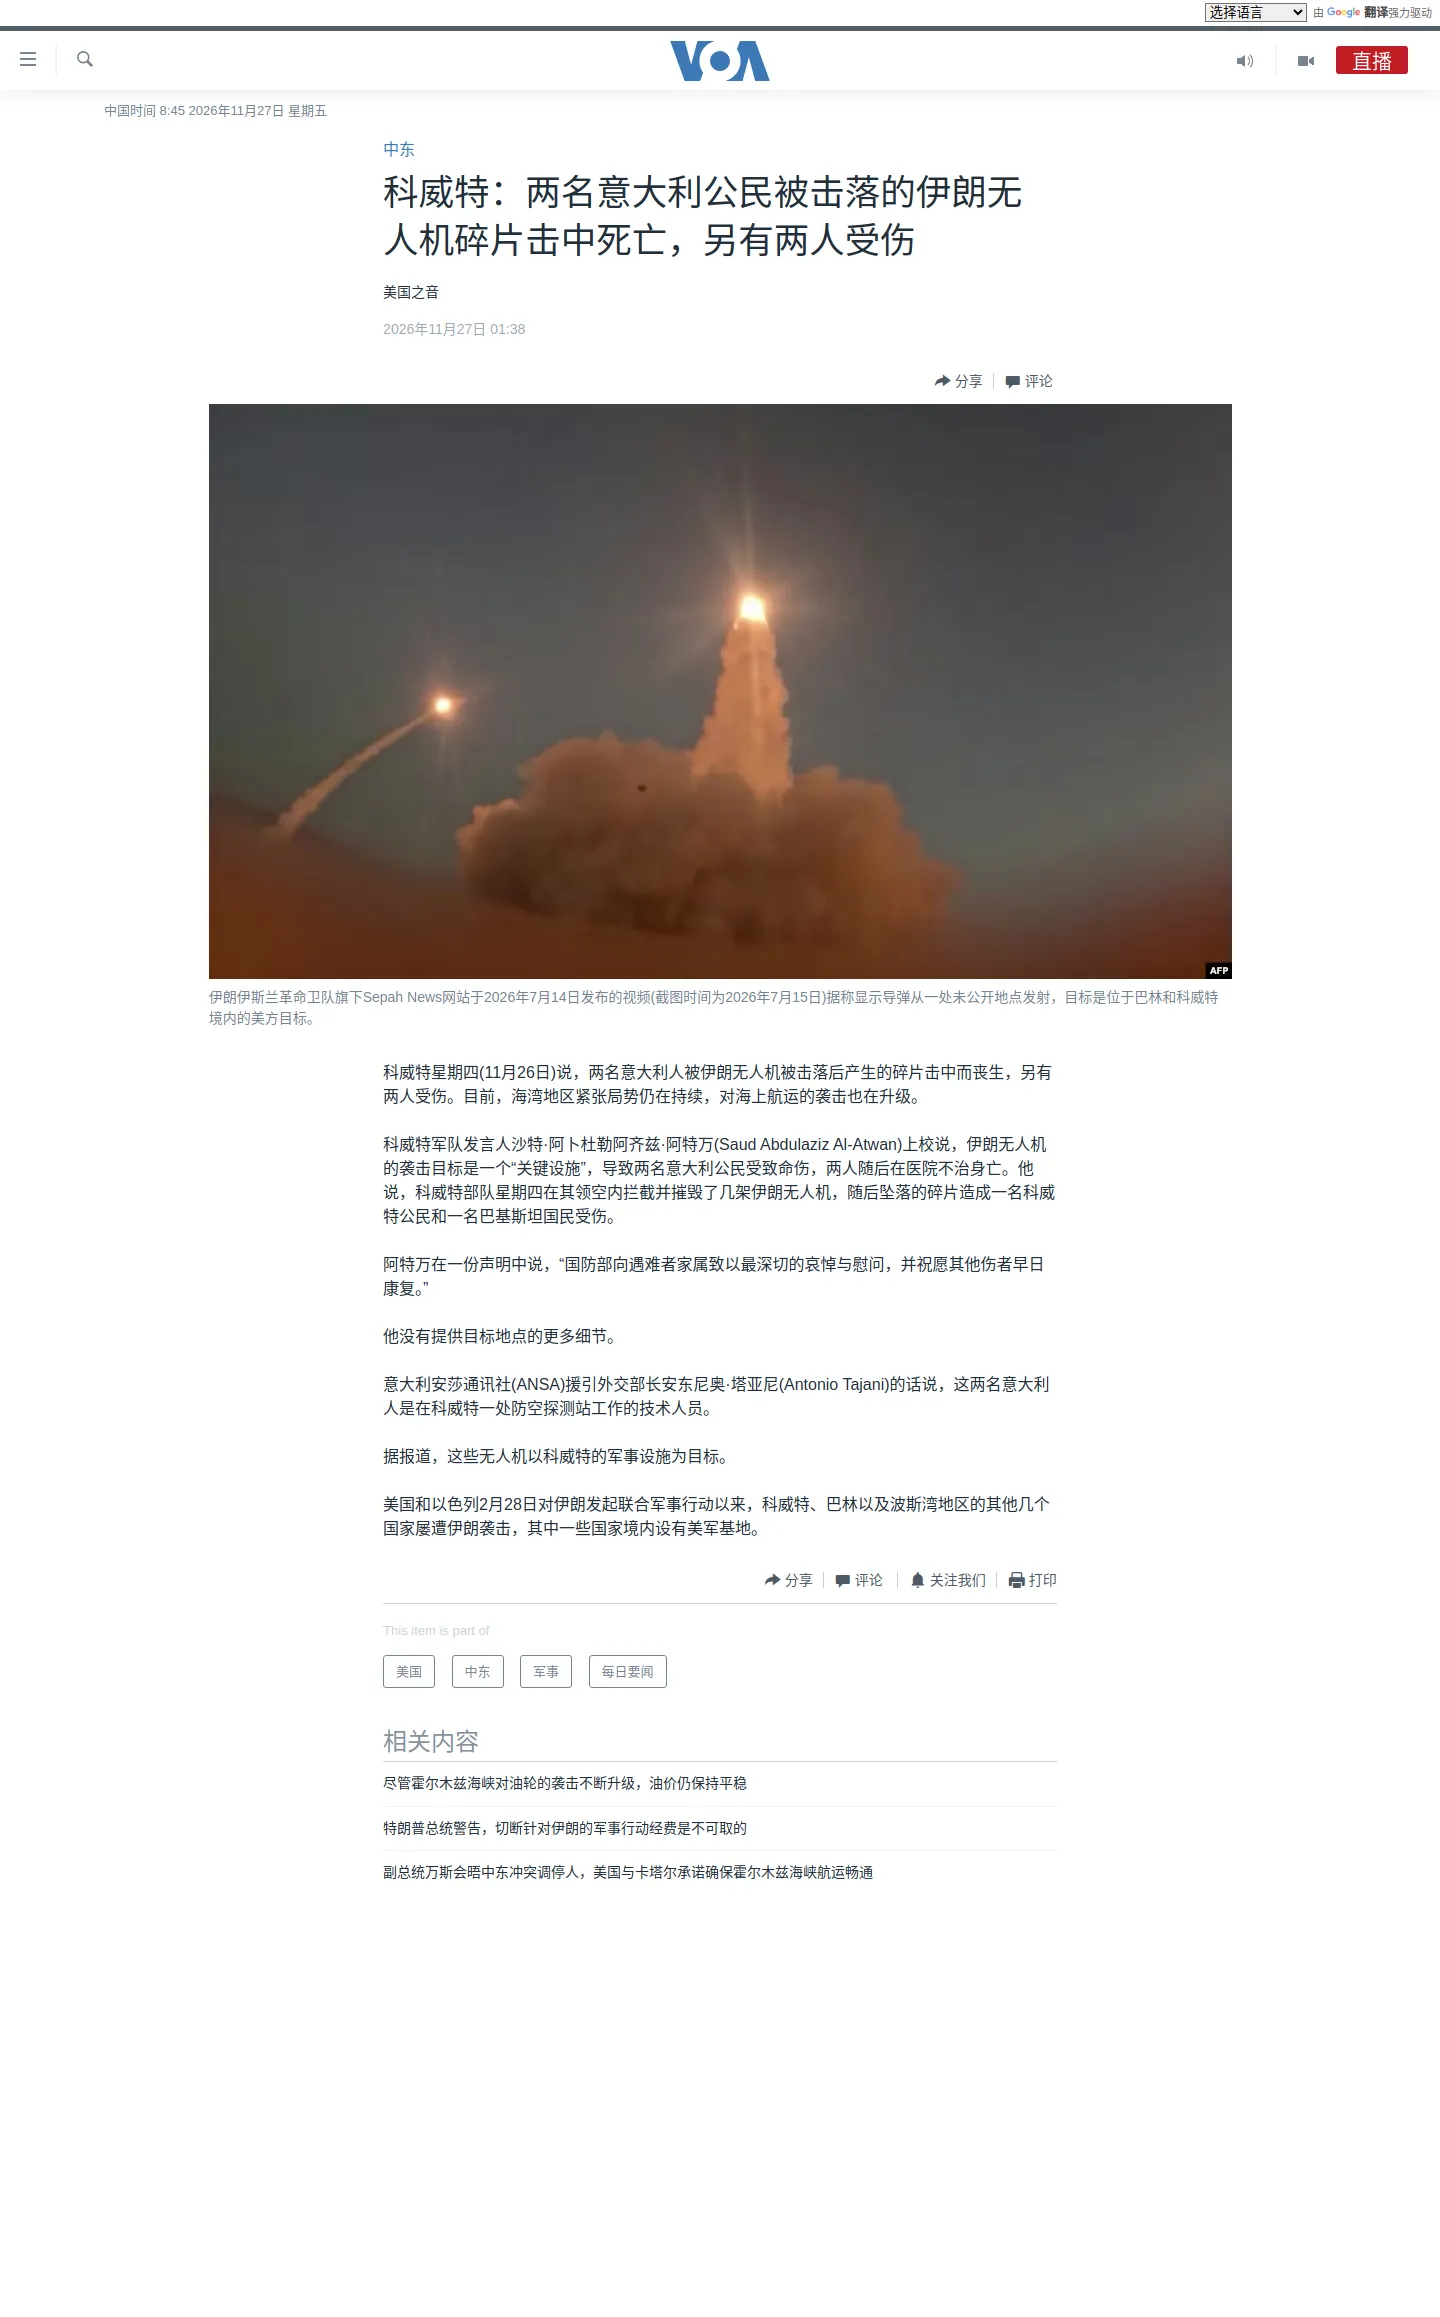 选择语言 由 Google 翻译强力驱动
VOA 直播
中国时间 8:45 2026年11月27日 星期五
中东
科威特：两名意大利公民被击落的伊朗无
人机碎片击中死亡，另有两人受伤
美国之音
2026年11月27日 01:38
分享 评论
AFP
伊朗伊斯兰革命卫队旗下Sepah News网站于2026年7月14日发布的视频(截图时间为2026年7月15日)据称显示导弹从一处未公开地点发射，目标是位于巴林和科威特
境内的美方目标。
科威特星期四(11月26日)说，两名意大利人被伊朗无人机被击落后产生的碎片击中而丧生，另有
两人受伤。目前，海湾地区紧张局势仍在持续，对海上航运的袭击也在升级。
科威特军队发言人沙特·阿卜杜勒阿齐兹·阿特万(Saud Abdulaziz Al-Atwan)上校说，伊朗无人机
的袭击目标是一个“关键设施”，导致两名意大利公民受致命伤，两人随后在医院不治身亡。他
说，科威特部队星期四在其领空内拦截并摧毁了几架伊朗无人机，随后坠落的碎片造成一名科威
特公民和一名巴基斯坦国民受伤。
阿特万在一份声明中说，“国防部向遇难者家属致以最深切的哀悼与慰问，并祝愿其他伤者早日
康复。”
他没有提供目标地点的更多细节。
意大利安莎通讯社(ANSA)援引外交部长安东尼奥·塔亚尼(Antonio Tajani)的话说，这两名意大利
人是在科威特一处防空探测站工作的技术人员。
据报道，这些无人机以科威特的军事设施为目标。
美国和以色列2月28日对伊朗发起联合军事行动以来，科威特、巴林以及波斯湾地区的其他几个
国家屡遭伊朗袭击，其中一些国家境内设有美军基地。
分享 评论 关注我们 打印
This item is part of
美国 中东 军事 每日要闻
相关内容
尽管霍尔木兹海峡对油轮的袭击不断升级，油价仍保持平稳
特朗普总统警告，切断针对伊朗的军事行动经费是不可取的
副总统万斯会晤中东冲突调停人，美国与卡塔尔承诺确保霍尔木兹海峡航运畅通